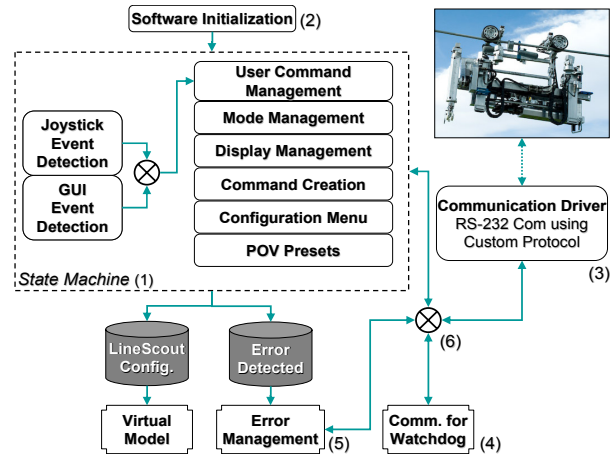 Software Initialization (2)
User Command
Management
Mode Management
Display Management
Command Creation
Configuration Menu
POV Presets
Joystick
Event
Detection
GUI
Event
Detection
State Machine (1)
Communication Driver
RS-232 Com using
Custom Protocol
(3)
(6)
LineScout
Config.
Error
Detected
Virtual
Model
Error
Management
(5)
Comm. for
Watchdog
(4)